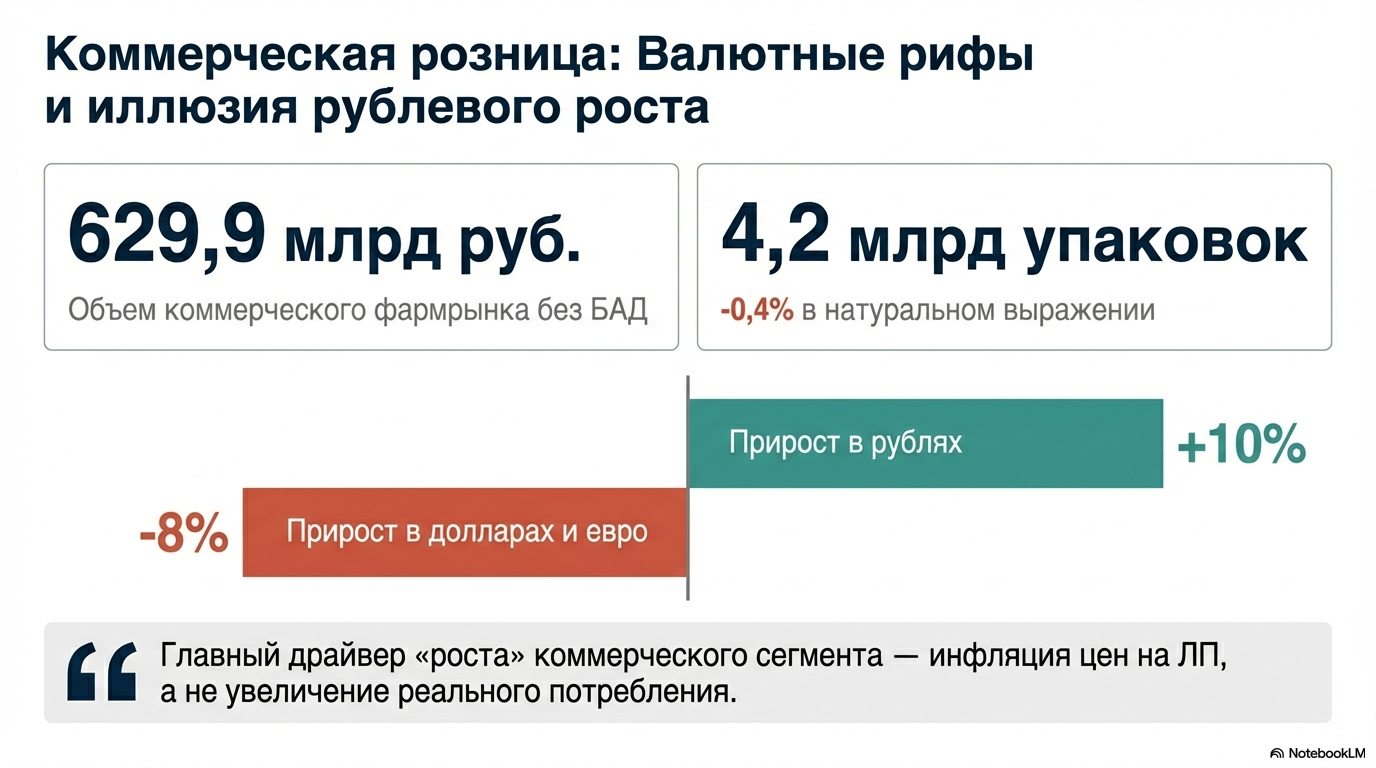 Коммерческая розница: Валютные рифы
и иллюзия рублевого роста
629,9 млрд руб.
Объем коммерческого фармрынка без БАД
4,2 млрд упаковок
-0,4% в натуральном выражении
Прирост в рублях
+10%
-8%
Прирост в долларах и евро
“
Главный драйвер «роста» коммерческого сегмента — инфляция цен на ЛП,
а не увеличение реального потребления.
NotebookLM